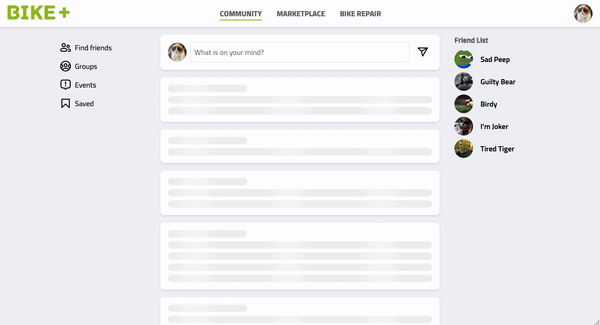 BIKE+
COMMUNITY MARKETPLACE BIKE REPAIR
Find friends
Groups
Events
Saved
What is on your mind?
Friend List
Sad Peep
Guilty Bear
Birdy
I'm Joker
Tired Tiger